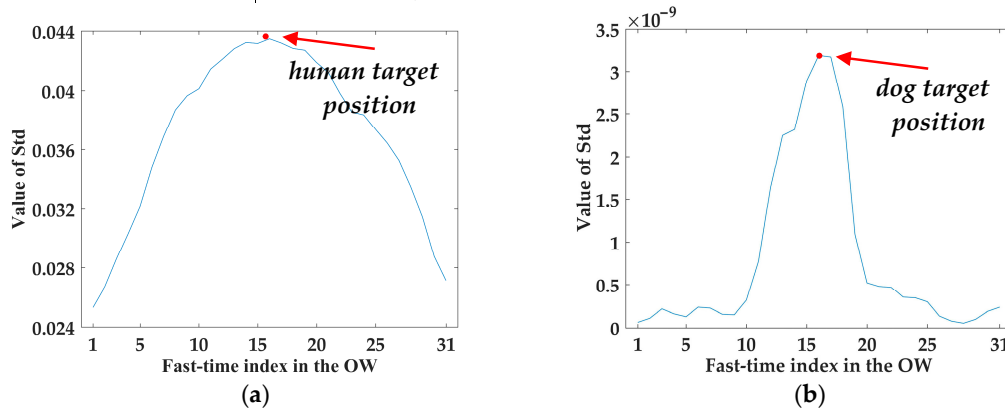 0.044
0.04
0.036
0.032
0.028
0.024
Value of Std
human target
position
1 5 10 15 20 25 31
Fast-time index in the OW
(a)
×10⁻⁹
3.5
3
2.5
2
1.5
1
0.5
0
Value of Std
dog target
position
1 5 10 15 20 25 31
Fast-time index in the OW
(b)